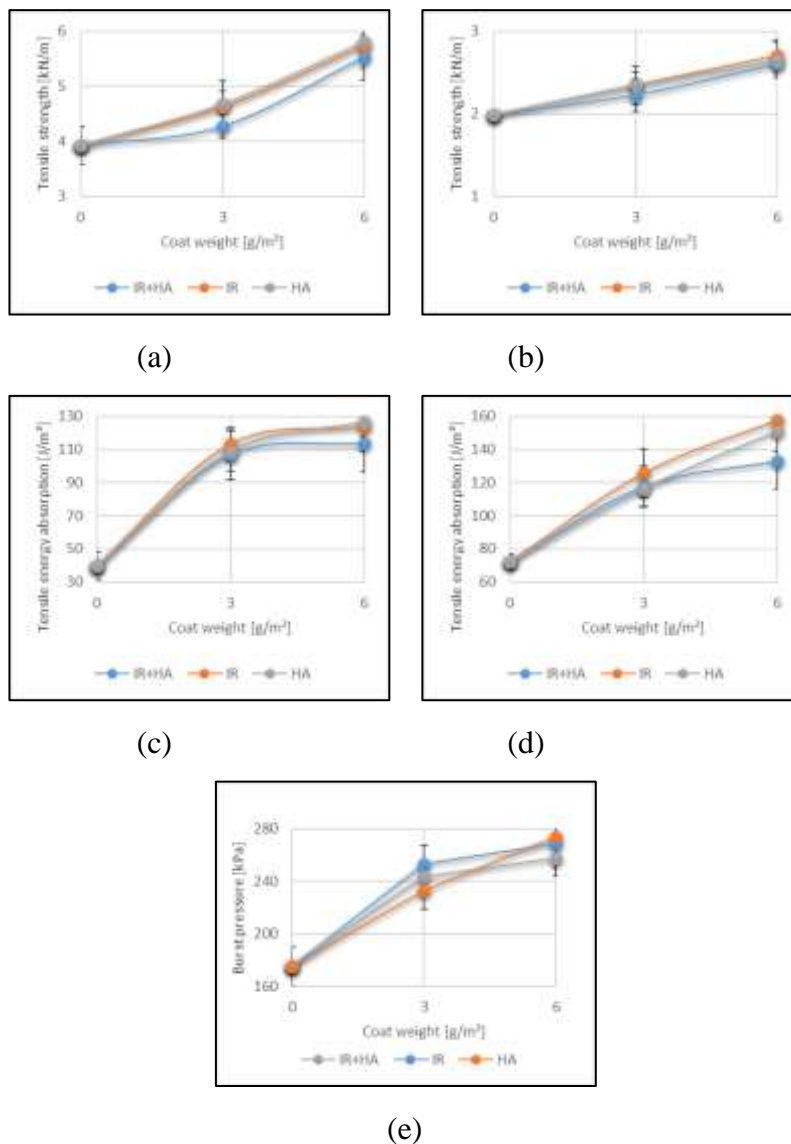 Tensile strength [kN/m]
6
5
4
3
0 3 6
Coat weight [g/m²]
IR+HA IR HA
(a)
Tensile strength [kN/m]
3
2
1
0 3 6
Coat weight [g/m²]
IR+HA IR HA
(b)
Tensile energy absorption [J/m²]
130
110
90
70
50
30
0 3 6
Coat weight [g/m²]
IR+HA IR HA
(c)
Tensile energy absorption [J/m²]
160
140
120
100
80
60
0 3 6
Coat weight [g/m²]
IR+HA IR HA
(d)
Burst pressure [kPa]
280
240
200
160
0 3 6
Coat weight [g/m²]
IR+HA IR HA
(e)